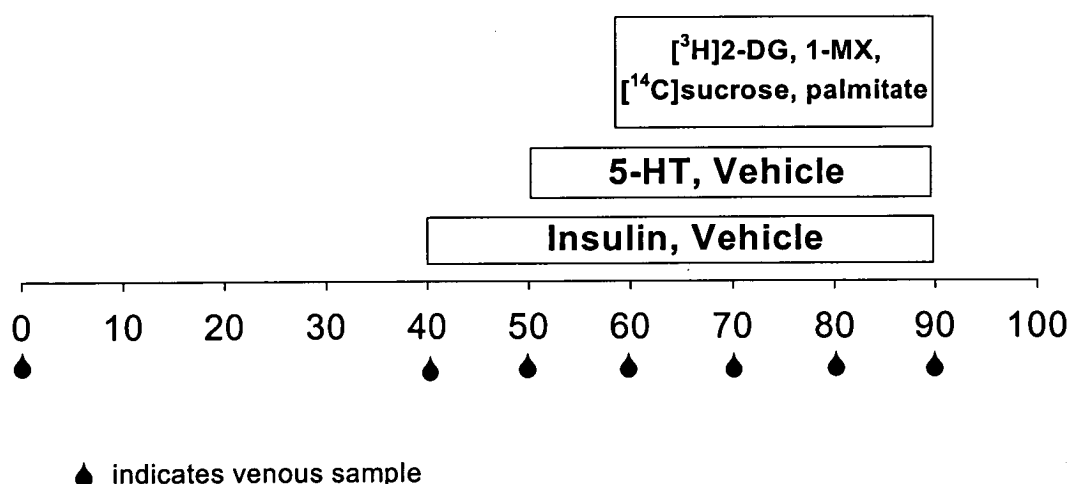 [³H]2-DG, 1-MX,
[¹⁴C]sucrose, palmitate
5-HT, Vehicle
Insulin, Vehicle
0 10 20 30 40 50 60 70 80 90 100
indicates venous sample